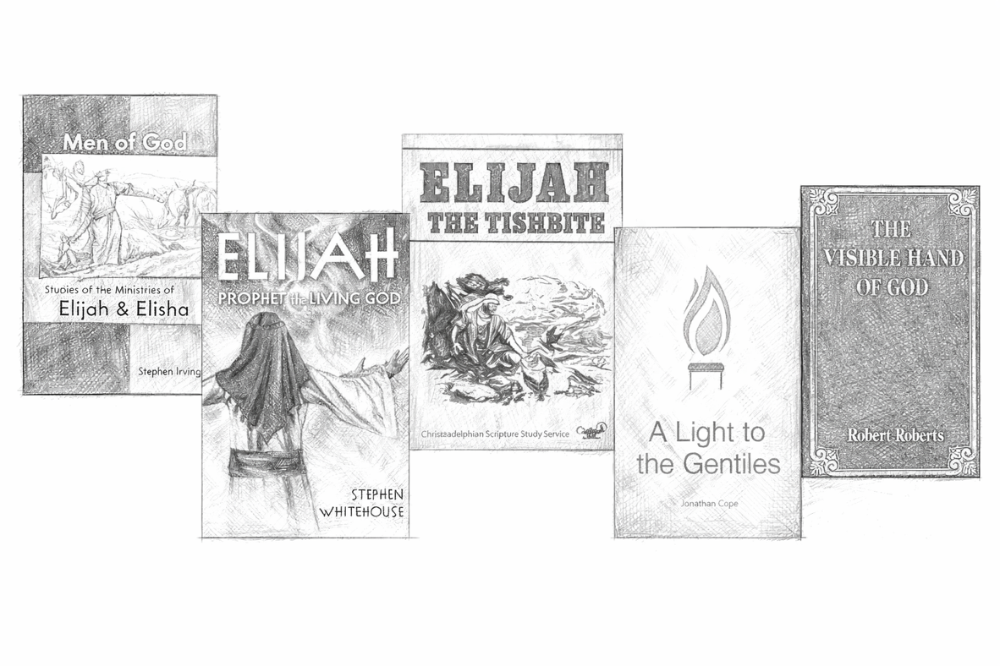 Men of God
Studies of the Ministries of
Elijah & Elisha
Stephen Irving
ELIJAH
PROPHET the LIVING GOD
STEPHEN
WHITEHOUSE
ELIJAH
THE TISHBITE
Christzadelphian Scripture Study Service
A Light to
the Gentiles
Jonathan Cope
THE
VISIBLE HAND
OF GOD
Robert Roberts